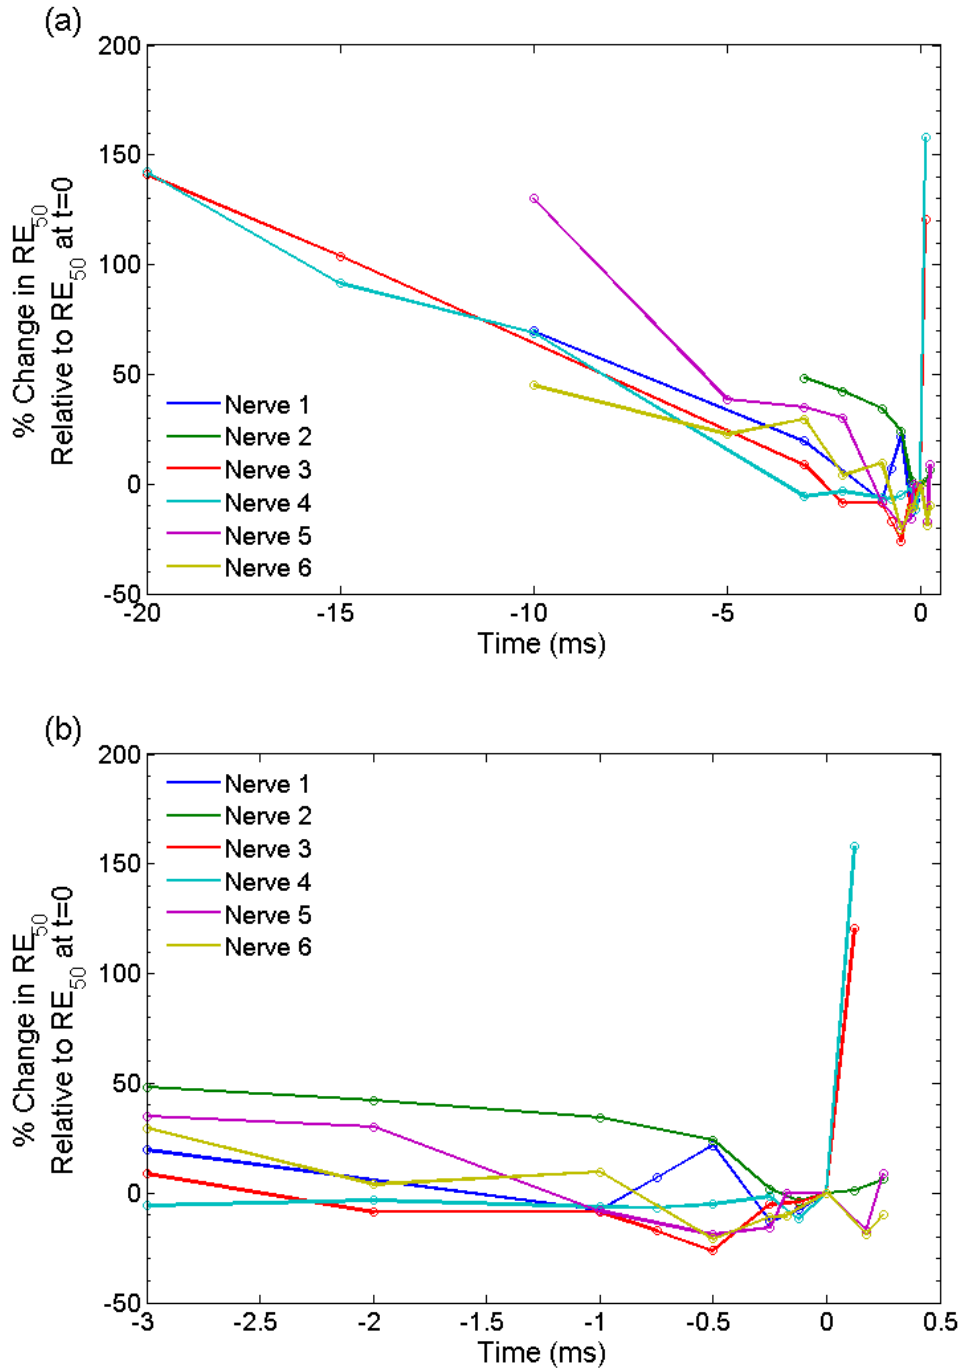 (a)
200
150
100
50
0
-50
% Change in RE50
Relative to RE50 at t=0
Nerve 1
Nerve 2
Nerve 3
Nerve 4
Nerve 5
Nerve 6
-20 -15 -10 -5 0
Time (ms)
(b)
200
150
100
50
0
-50
% Change in RE50
Relative to RE50 at t=0
Nerve 1
Nerve 2
Nerve 3
Nerve 4
Nerve 5
Nerve 6
-3 -2.5 -2 -1.5 -1 -0.5 0 0.5
Time (ms)